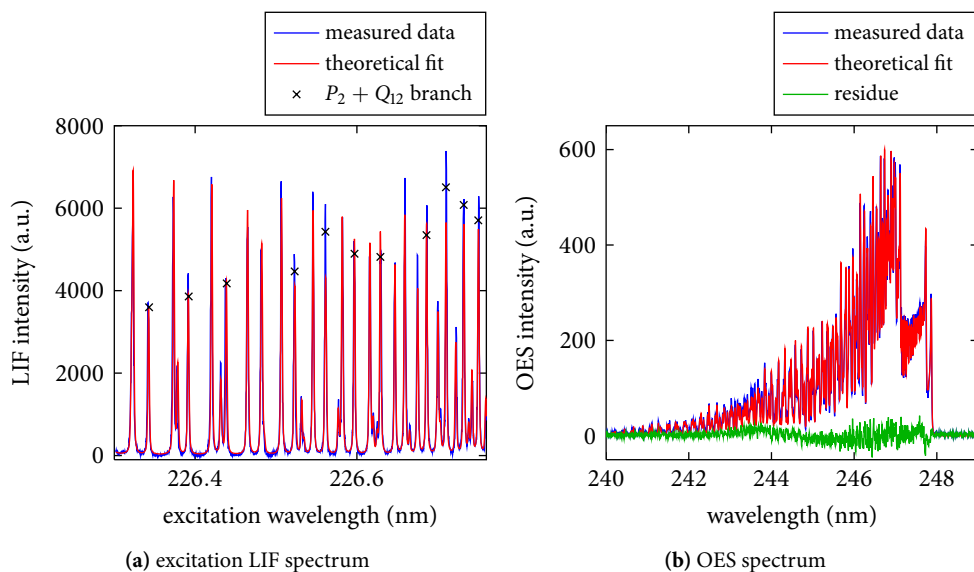 measured data
theoretical fit
P2 + Q12 branch
8000
6000
4000
2000
0
LIF intensity (a.u.)
226.4
226.6
excitation wavelength (nm)
(a) excitation LIF spectrum
measured data
theoretical fit
residue
600
400
200
0
OES intensity (a.u.)
240
242
244
246
248
wavelength (nm)
(b) OES spectrum